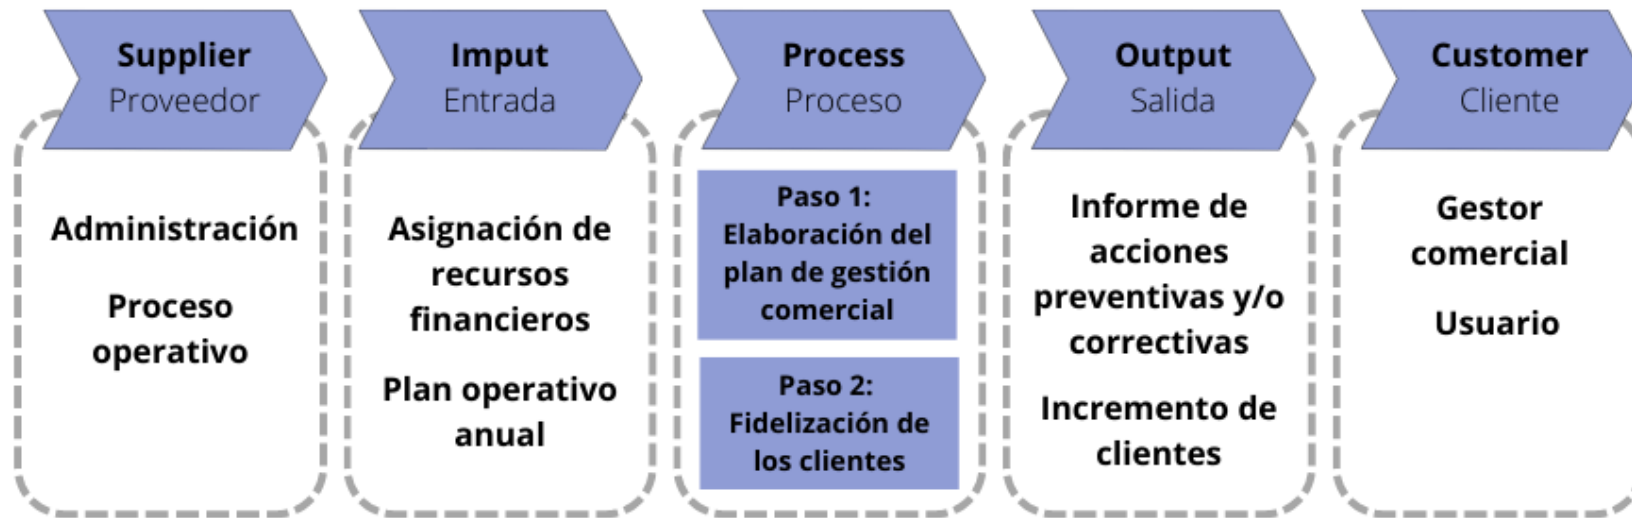 Supplier
Proveedor
Administración
Proceso
operativo
Imput
Entrada
Asignación de
recursos
financieros
Plan operativo
anual
Process
Proceso
Paso 1:
Elaboración del
plan de gestión
comercial
Paso 2:
Fidelización de
los clientes
Output
Salida
Informe de
acciones
preventivas y/o
correctivas
Incremento de
clientes
Customer
Cliente
Gestor
comercial
Usuario